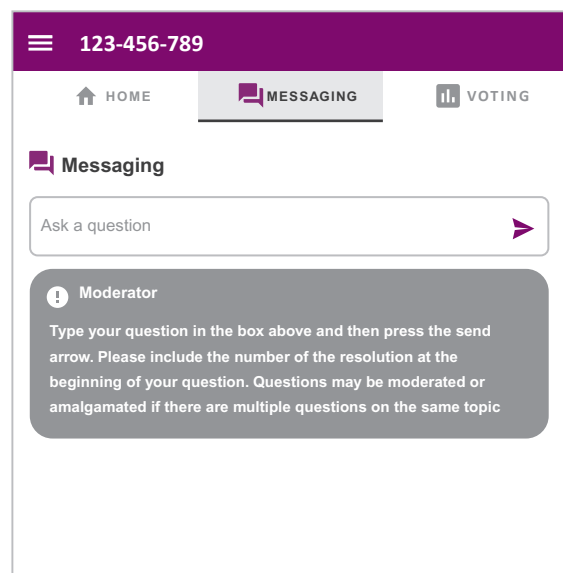 123-456-789
HOME
MESSAGING
VOTING
Messaging
Ask a question
Moderator
Type your question in the box above and then press the send
arrow. Please include the number of the resolution at the
beginning of your question. Questions may be moderated or
amalgamated if there are multiple questions on the same topic